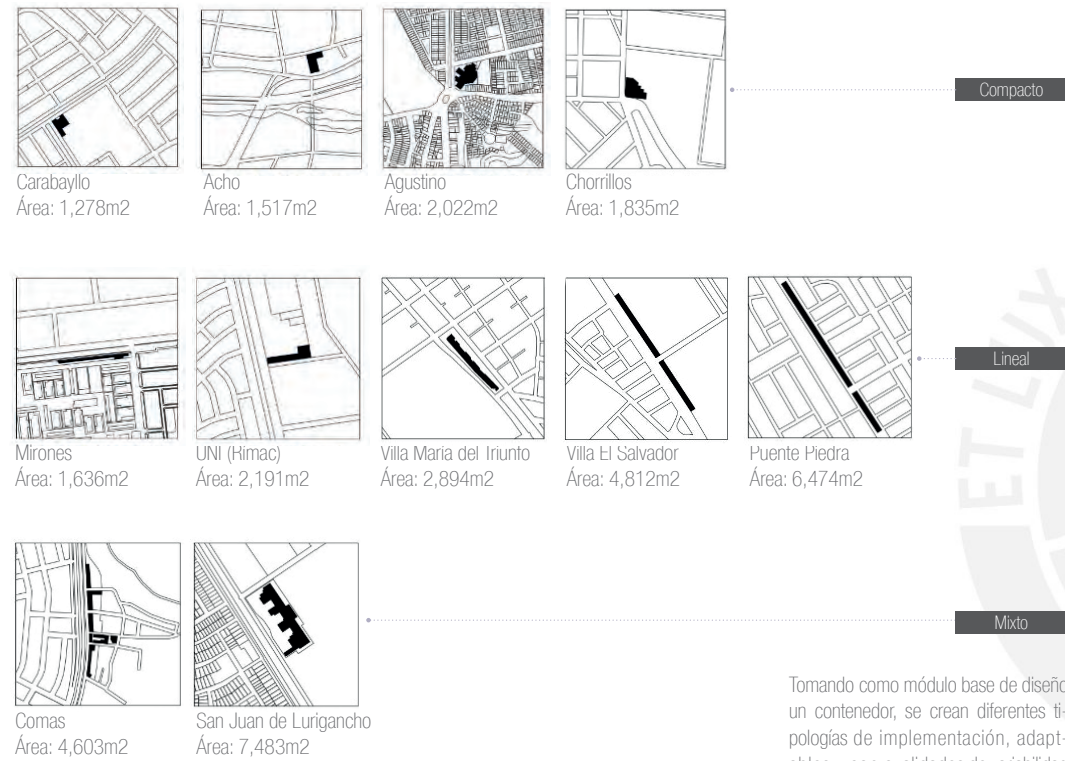 Compacto
Carabayllo
Área: 1,278m2
Acho
Área: 1,517m2
Agustino
Área: 2,022m2
Chorrillos
Área: 1,835m2
Lineal
Mirones
Área: 1,636m2
UNI (Rimac)
Área: 2,191m2
Villa Maria del Triunfo
Área: 2,894m2
Villa El Salvador
Área: 4,812m2
Puente Piedra
Área: 6,474m2
ET LUX
Mixto
Comas
Área: 4,603m2
San Juan de Lurigancho
Área: 7,483m2
Tomando como módulo base de diseño
un contenedor, se crean diferentes ti-
pologías de implementación, adapt-